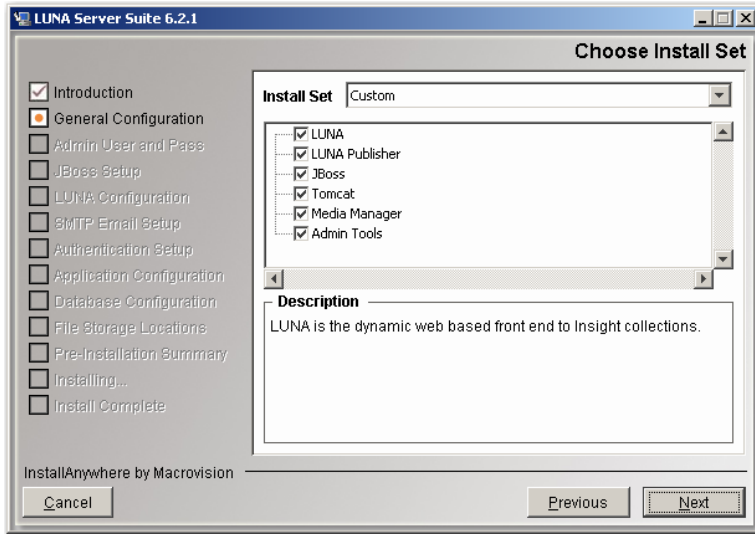 LUNA Server Suite 6.2.1
Choose Install Set
Introduction
General Configuration
Admin User and Pass
JBoss Setup
LUNA Configuration
SMTP Email Setup
Authentication Setup
Application Configuration
Database Configuration
File Storage Locations
Pre-Installation Summary
Installing...
Install Complete
Install Set Custom
LUNA
LUNA Publisher
JBoss
Tomcat
Media Manager
Admin Tools
Description
LUNA is the dynamic web based front end to Insight collections.
InstallAnywhere by Macrovision
Cancel Previous Next